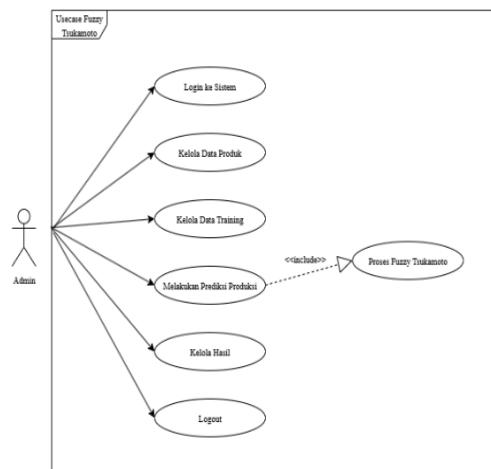 Usecase Fuzzy
Tsukamoto
Login ke Sistem
Kelola Data Produk
Kelola Data Training
Melakukan Prediksi Produksi
<<include>>
Proses Fuzzy Tsukamoto
Admin
Kelola Hasil
Logout